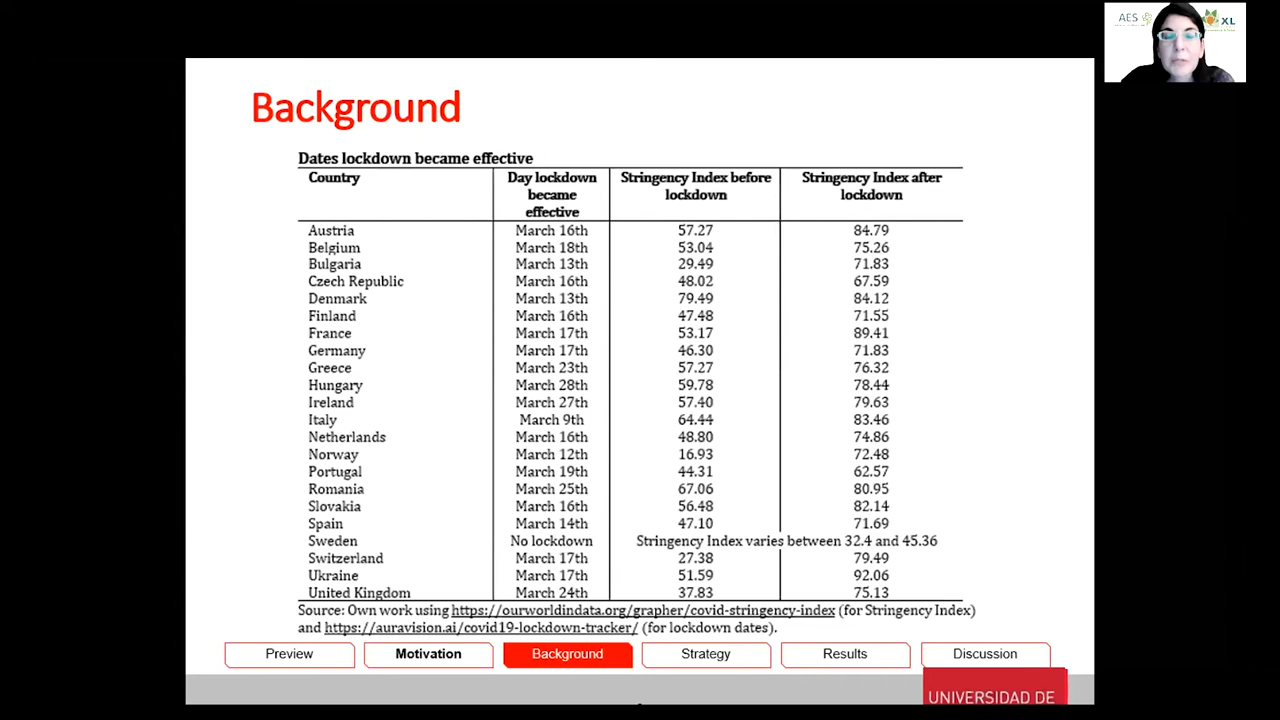 AES
XL
Background
Dates lockdown became effective
Country Day lockdown became effective Stringency Index before lockdown Stringency Index after lockdown
Austria March 16th 57.27 84.79
Belgium March 18th 53.04 75.26
Bulgaria March 13th 29.49 71.83
Czech Republic March 16th 48.02 67.59
Denmark March 13th 79.49 84.12
Finland March 16th 47.48 71.55
France March 17th 53.17 89.41
Germany March 17th 46.30 71.83
Greece March 23th 57.27 76.32
Hungary March 28th 59.78 78.44
Ireland March 27th 57.40 79.63
Italy March 9th 64.44 83.46
Netherlands March 16th 48.80 74.86
Norway March 12th 16.93 72.48
Portugal March 19th 44.31 62.57
Romania March 25th 67.06 80.95
Slovakia March 16th 56.48 82.14
Spain March 14th 47.10 71.69
Sweden No lockdown Stringency Index varies between 32.4 and 45.36
Switzerland March 17th 27.38 79.49
Ukraine March 17th 51.59 92.06
United Kingdom March 24th 37.83 75.13
Source: Own work using https://ourworldindata.org/grapher/covid-stringency-index (for Stringency Index)
and https://auravision.ai/covid19-lockdown-tracker/ (for lockdown dates).
Preview Motivation Background Strategy Results Discussion
UNIVERSIDAD DE